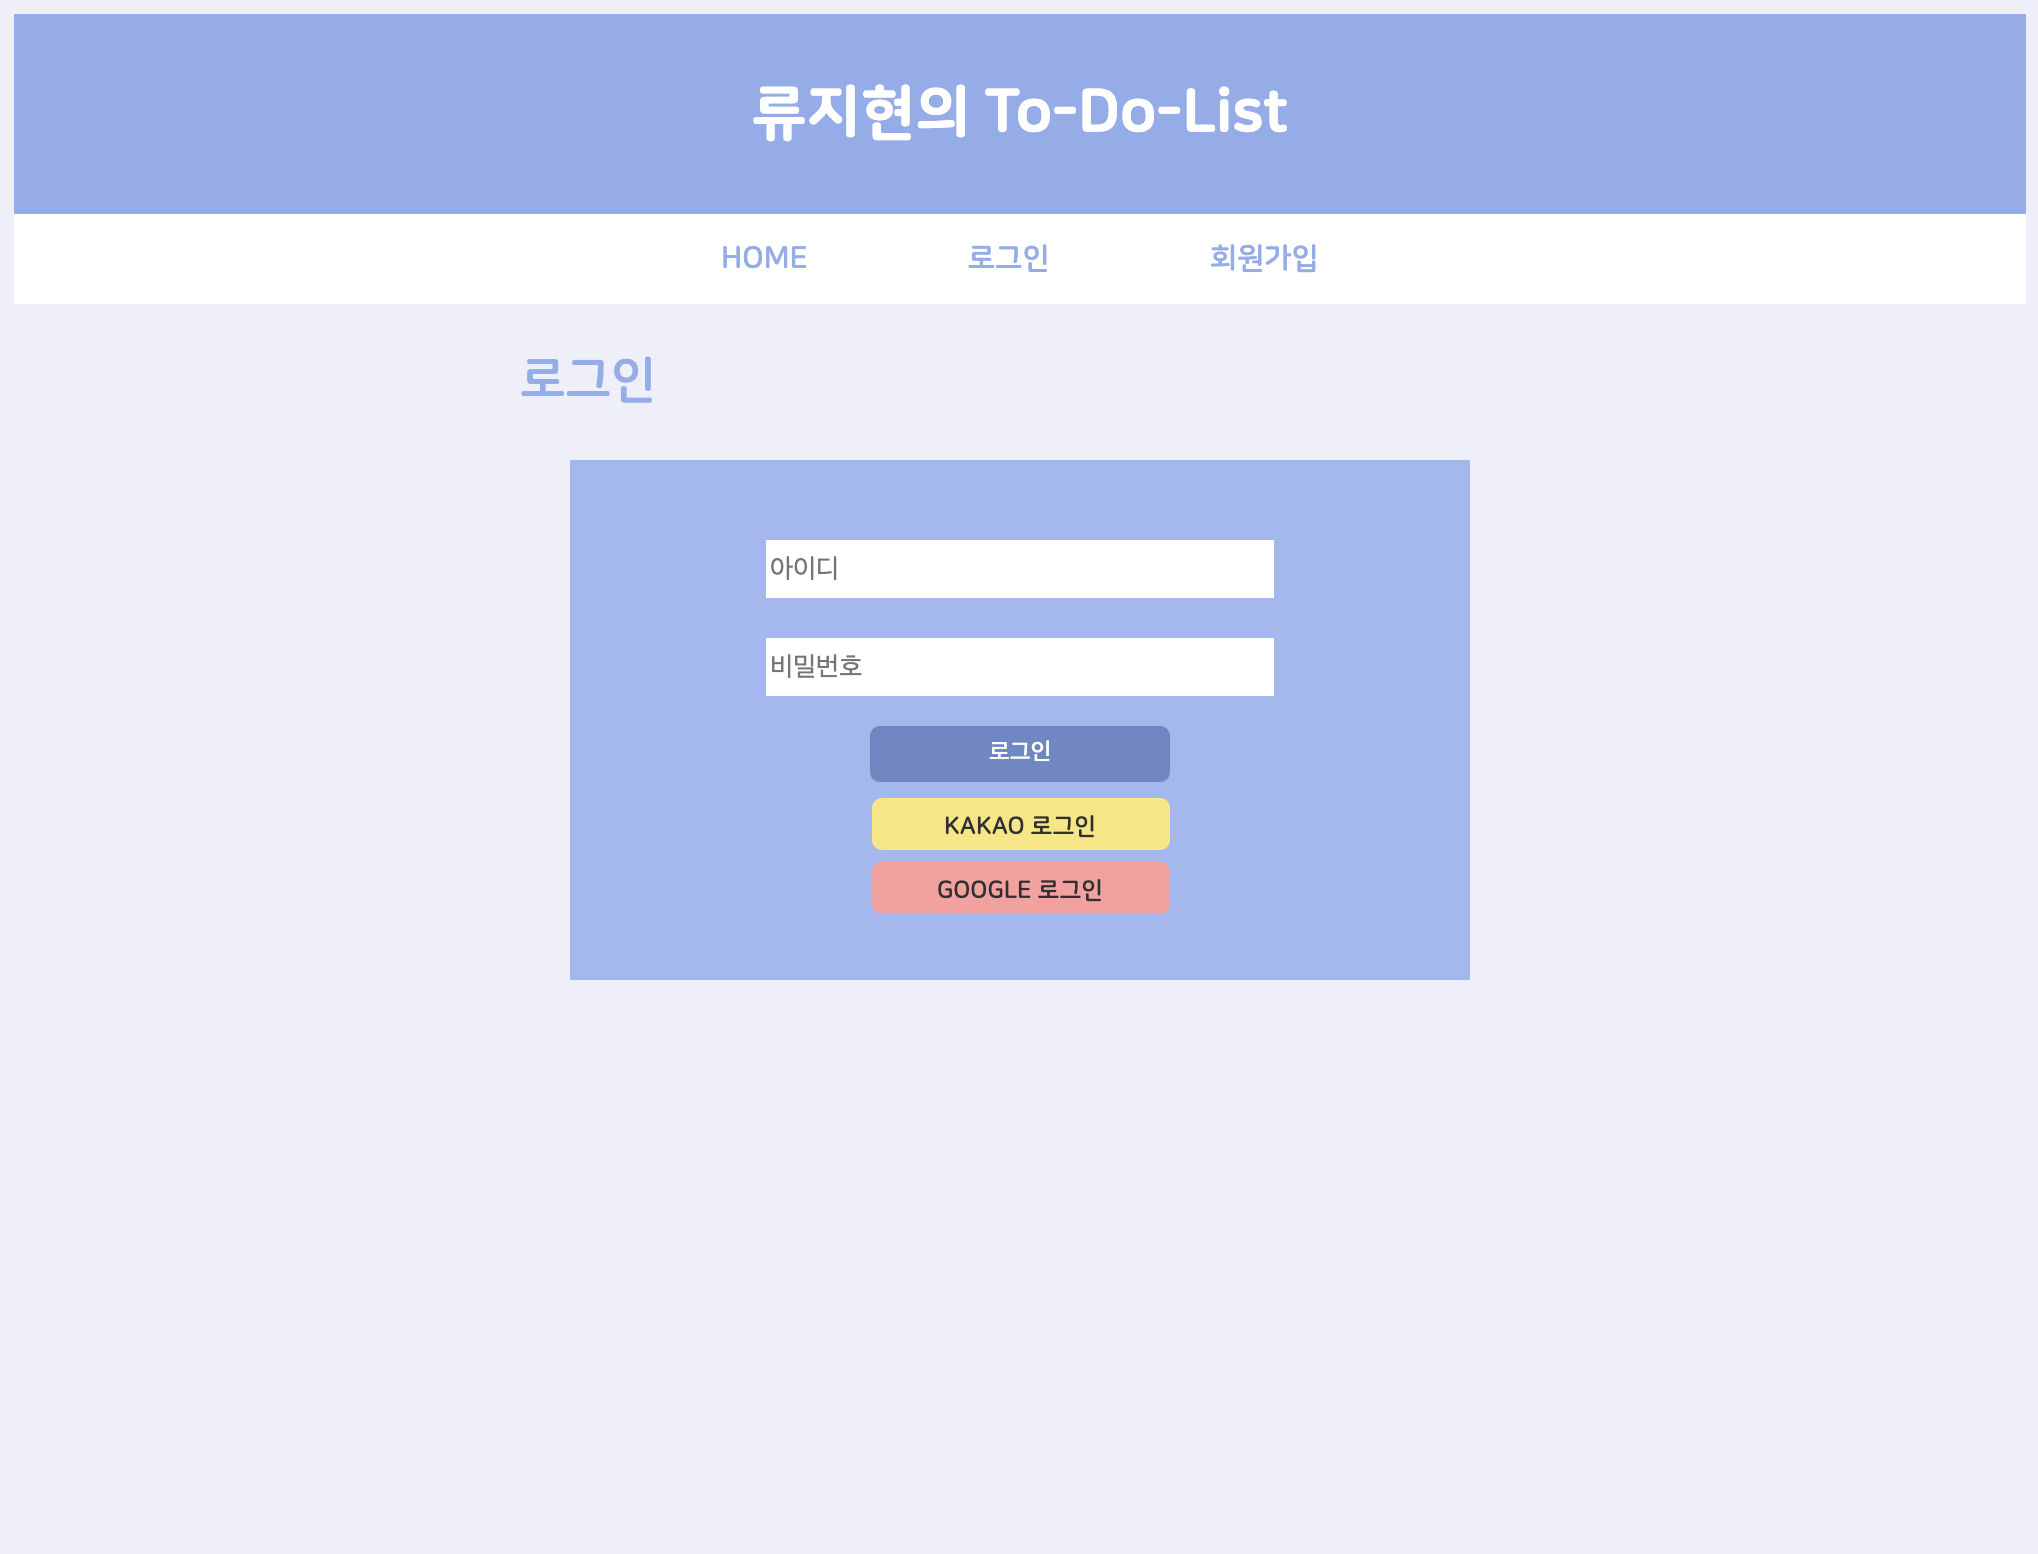 류지현의 To-Do-List
HOME 로그인 회원가입
로그인
아이디
비밀번호
로그인
KAKAO 로그인
GOOGLE 로그인